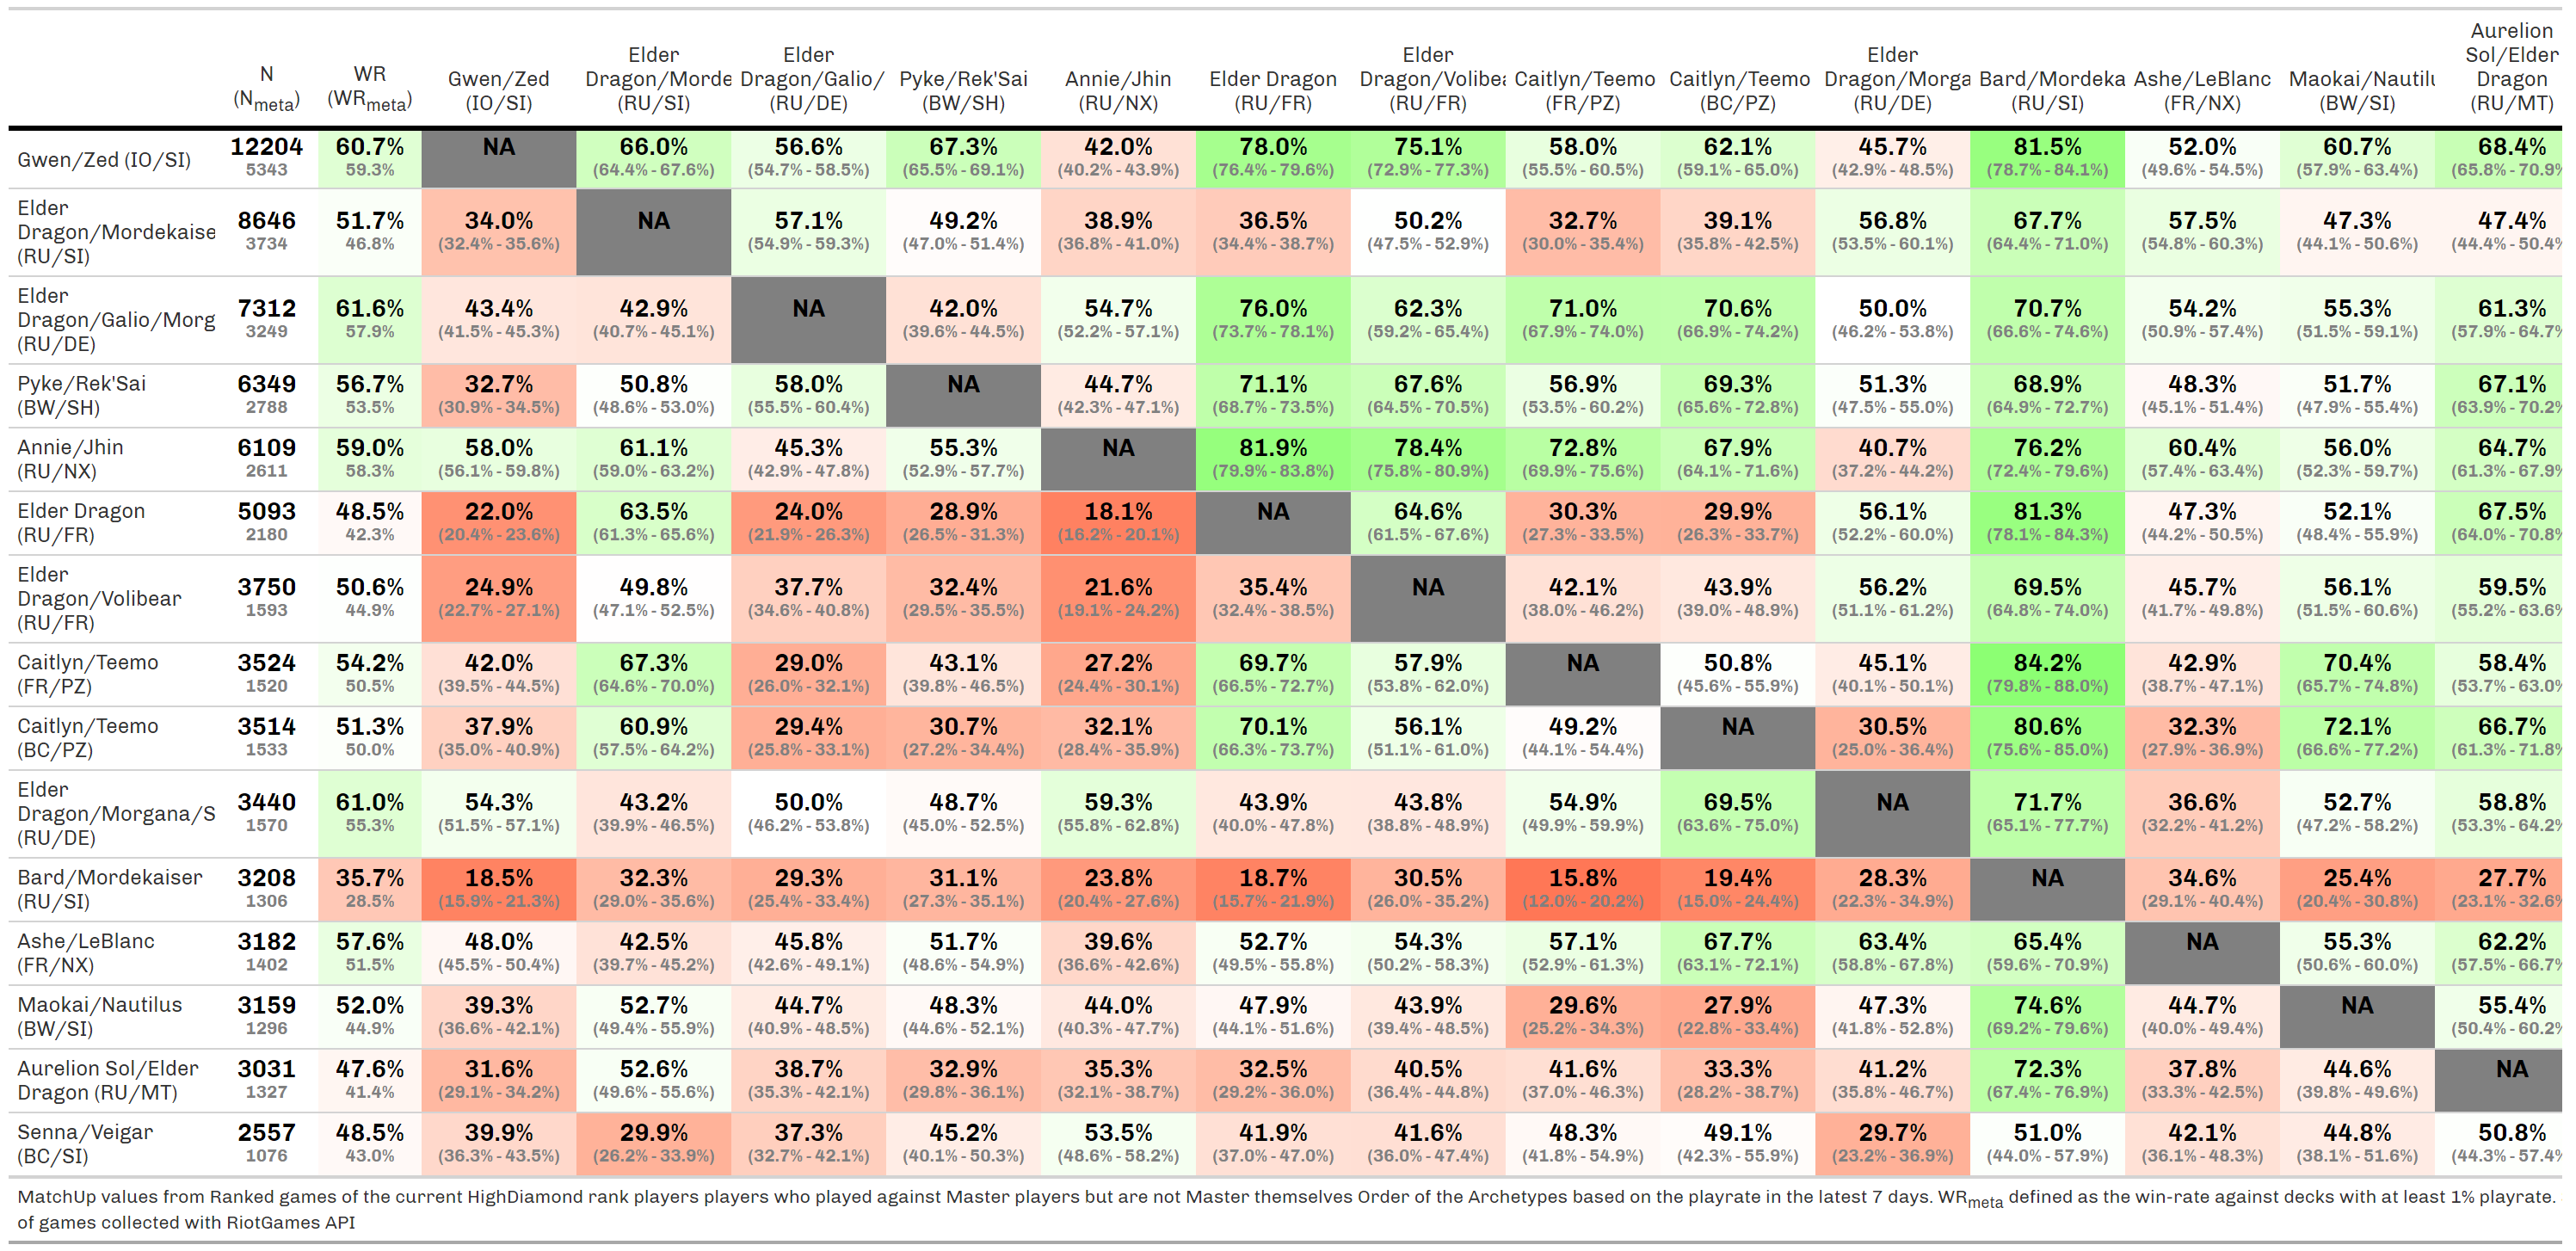 N
(Nmeta)
WR
(WRmeta)
Gwen/Zed
(IO/SI)
Elder
Dragon/Morde
(RU/SI)
Elder
Dragon/Galio/
(RU/DE)
Pyke/Rek'Sai
(BW/SH)
Annie/Jhin
(RU/NX)
Elder Dragon
(RU/FR)
Elder
Dragon/Volibea
(RU/FR)
Caitlyn/Teemo
(FR/PZ)
Caitlyn/Teemo
(BC/PZ)
Elder
Dragon/Morga
(RU/DE)
Bard/Mordeka
(RU/SI)
Ashe/LeBlanc
(FR/NX)
Maokai/Nautilu
(BW/SI)
Aurelion
Sol/Elder
Dragon
(RU/MT)
Gwen/Zed (IO/SI)
12204 60.7% NA 66.0% 56.6% 67.3% 42.0% 78.0% 75.1% 58.0% 62.1% 45.7% 81.5% 52.0% 60.7% 68.4%
5343 59.3% (64.4% - 67.6%) (54.7% - 58.5%) (65.5% - 69.1%) (40.2% - 43.9%) (76.4% - 79.6%) (72.9% - 77.3%) (55.5% - 60.5%) (59.1% - 65.0%) (42.9% - 48.5%) (78.7% - 84.1%) (49.6% - 54.5%) (57.9% - 63.4%) (65.8% - 70.9%
Elder
Dragon/Mordekaise
(RU/SI)
8646 51.7% 34.0% NA 57.1% 49.2% 38.9% 36.5% 50.2% 32.7% 39.1% 56.8% 67.7% 57.5% 47.3% 47.4%
3734 46.8% (32.4% - 35.6%) (54.9% - 59.3%) (47.0% - 51.4%) (36.8% - 41.0%) (34.4% - 38.7%) (47.5% - 52.9%) (30.0% - 35.4%) (35.8% - 42.5%) (53.5% - 60.1%) (64.4% - 71.0%) (54.8% - 60.3%) (44.1% - 50.6%) (44.4% - 50.4%
Elder
Dragon/Galio/Morg
(RU/DE)
7312 61.6% 43.4% 42.9% NA 42.0% 54.7% 76.0% 62.3% 71.0% 70.6% 50.0% 70.7% 54.2% 55.3% 61.3%
3249 57.9% (41.5% - 45.3%) (40.7% - 45.1%) (39.6% - 44.5%) (52.2% - 57.1%) (73.7% - 78.1%) (59.2% - 65.4%) (67.9% - 74.0%) (66.9% - 74.2%) (46.2% - 53.8%) (66.6% - 74.6%) (50.9% - 57.4%) (51.5% - 59.1%) (57.9% - 64.7%
Pyke/Rek'Sai
(BW/SH)
6349 56.7% 32.7% 50.8% 58.0% NA 44.7% 71.1% 67.6% 56.9% 69.3% 51.3% 68.9% 48.3% 51.7% 67.1%
2788 53.5% (30.9% - 34.5%) (48.6% - 53.0%) (55.5% - 60.4%) (42.3% - 47.1%) (68.7% - 73.5%) (64.5% - 70.5%) (53.5% - 60.2%) (65.6% - 72.8%) (47.5% - 55.0%) (64.9% - 72.7%) (45.1% - 51.4%) (47.9% - 55.4%) (63.9% - 70.2%
Annie/Jhin
(RU/NX)
6109 59.0% 58.0% 61.1% 45.3% 55.3% NA 81.9% 78.4% 72.8% 67.9% 40.7% 76.2% 60.4% 56.0% 64.7%
2611 58.3% (56.1% - 59.8%) (59.0% - 63.2%) (42.9% - 47.8%) (52.9% - 57.7%) (79.9% - 83.8%) (75.8% - 80.9%) (69.9% - 75.6%) (64.1% - 71.6%) (37.2% - 44.2%) (72.4% - 79.6%) (57.4% - 63.4%) (52.3% - 59.7%) (61.3% - 67.9%
Elder Dragon
(RU/FR)
5093 48.5% 22.0% 63.5% 24.0% 28.9% 18.1% NA 64.6% 30.3% 29.9% 56.1% 81.3% 47.3% 52.1% 67.5%
2180 42.3% (20.4% - 23.6%) (61.3% - 65.6%) (21.9% - 26.3%) (26.5% - 31.3%) (16.2% - 20.1%) (61.5% - 67.6%) (27.3% - 33.5%) (26.3% - 33.7%) (52.2% - 60.0%) (78.1% - 84.3%) (44.2% - 50.5%) (48.4% - 55.9%) (64.0% - 70.8%
Elder
Dragon/Volibear
(RU/FR)
3750 50.6% 24.9% 49.8% 37.7% 32.4% 21.6% 35.4% NA 42.1% 43.9% 56.2% 69.5% 45.7% 56.1% 59.5%
1593 44.9% (22.7% - 27.1%) (47.1% - 52.5%) (34.6% - 40.8%) (29.5% - 35.5%) (19.1% - 24.2%) (32.4% - 38.5%) (38.0% - 46.2%) (39.0% - 48.9%) (51.1% - 61.2%) (64.8% - 74.0%) (41.7% - 49.8%) (51.5% - 60.6%) (55.2% - 63.6%
Caitlyn/Teemo
(FR/PZ)
3524 54.2% 42.0% 67.3% 29.0% 43.1% 27.2% 69.7% 57.9% NA 50.8% 45.1% 84.2% 42.9% 70.4% 58.4%
1520 50.5% (39.5% - 44.5%) (64.6% - 70.0%) (26.0% - 32.1%) (39.8% - 46.5%) (24.4% - 30.1%) (66.5% - 72.7%) (53.8% - 62.0%) (45.6% - 55.9%) (40.1% - 50.1%) (79.8% - 88.0%) (38.7% - 47.1%) (65.7% - 74.8%) (53.7% - 63.0%
Caitlyn/Teemo
(BC/PZ)
3514 51.3% 37.9% 60.9% 29.4% 30.7% 32.1% 70.1% 56.1% 49.2% NA 30.5% 80.6% 32.3% 72.1% 66.7%
1533 50.0% (35.0% - 40.9%) (57.5% - 64.2%) (25.8% - 33.1%) (27.2% - 34.4%) (28.4% - 35.9%) (66.3% - 73.7%) (51.1% - 61.0%) (44.1% - 54.4%) (25.0% - 36.4%) (75.6% - 85.0%) (27.9% - 36.9%) (66.6% - 77.2%) (61.3% - 71.8%
Elder
Dragon/Morgana/S
(RU/DE)
3440 61.0% 54.3% 43.2% 50.0% 48.7% 59.3% 43.9% 43.8% 54.9% 69.5% NA 71.7% 36.6% 52.7% 58.8%
1570 55.3% (51.5% - 57.1%) (39.9% - 46.5%) (46.2% - 53.8%) (45.0% - 52.5%) (55.8% - 62.8%) (40.0% - 47.8%) (38.8% - 48.9%) (49.9% - 59.9%) (63.6% - 75.0%) (65.1% - 77.7%) (32.2% - 41.2%) (47.2% - 58.2%) (53.3% - 64.2%
Bard/Mordekaiser
(RU/SI)
3208 35.7% 18.5% 32.3% 29.3% 31.1% 23.8% 18.7% 30.5% 15.8% 19.4% 28.3% NA 34.6% 25.4% 27.7%
1306 28.5% (15.9% - 21.3%) (29.0% - 35.6%) (25.4% - 33.4%) (27.3% - 35.1%) (20.4% - 27.6%) (15.7% - 21.9%) (26.0% - 35.2%) (12.0% - 20.2%) (15.0% - 24.4%) (22.3% - 34.9%) (29.1% - 40.4%) (20.4% - 30.8%) (23.1% - 32.6%
Ashe/LeBlanc
(FR/NX)
3182 57.6% 48.0% 42.5% 45.8% 51.7% 39.6% 52.7% 54.3% 57.1% 67.7% 63.4% 65.4% NA 55.3% 62.2%
1402 51.5% (45.5% - 50.4%) (39.7% - 45.2%) (42.6% - 49.1%) (48.6% - 54.9%) (36.6% - 42.6%) (49.5% - 55.8%) (50.2% - 58.3%) (52.9% - 61.3%) (63.1% - 72.1%) (58.8% - 67.8%) (59.6% - 70.9%) (50.6% - 60.0%) (57.5% - 66.7%
Maokai/Nautilus
(BW/SI)
3159 52.0% 39.3% 52.7% 44.7% 48.3% 44.0% 47.9% 43.9% 29.6% 27.9% 47.3% 74.6% 44.7% NA 55.4%
1296 44.9% (36.6% - 42.1%) (49.4% - 55.9%) (40.9% - 48.5%) (44.6% - 52.1%) (40.3% - 47.7%) (44.1% - 51.6%) (39.4% - 48.5%) (25.2% - 34.3%) (22.8% - 33.4%) (41.8% - 52.8%) (69.2% - 79.6%) (40.0% - 49.4%) (50.4% - 60.2%
Aurelion Sol/Elder
Dragon (RU/MT)
3031 47.6% 31.6% 52.6% 38.7% 32.9% 35.3% 32.5% 40.5% 41.6% 33.3% 41.2% 72.3% 37.8% 44.6% NA
1327 41.4% (29.1% - 34.2%) (49.6% - 55.6%) (35.3% - 42.1%) (29.8% - 36.1%) (32.1% - 38.7%) (29.2% - 36.0%) (36.4% - 44.8%) (37.0% - 46.3%) (28.2% - 38.7%) (35.8% - 46.7%) (67.4% - 76.9%) (33.3% - 42.5%) (39.8% - 49.6%)
Senna/Veigar
(BC/SI)
2557 48.5% 39.9% 29.9% 37.3% 45.2% 53.5% 41.9% 41.6% 48.3% 49.1% 29.7% 51.0% 42.1% 44.8% 50.8%
1076 43.0% (36.3% - 43.5%) (26.2% - 33.9%) (32.7% - 42.1%) (40.1% - 50.3%) (48.6% - 58.2%) (37.0% - 47.0%) (36.0% - 47.4%) (41.8% - 54.9%) (42.3% - 55.9%) (23.2% - 36.9%) (44.0% - 57.9%) (36.1% - 48.3%) (38.1% - 51.6%) (44.3% - 57.4%
MatchUp values from Ranked games of the current HighDiamond rank players players who played against Master players but are not Master themselves Order of the Archetypes based on the playrate in the latest 7 days. WRmeta defined as the win-rate against decks with at least 1% playrate.
of games collected with RiotGames API